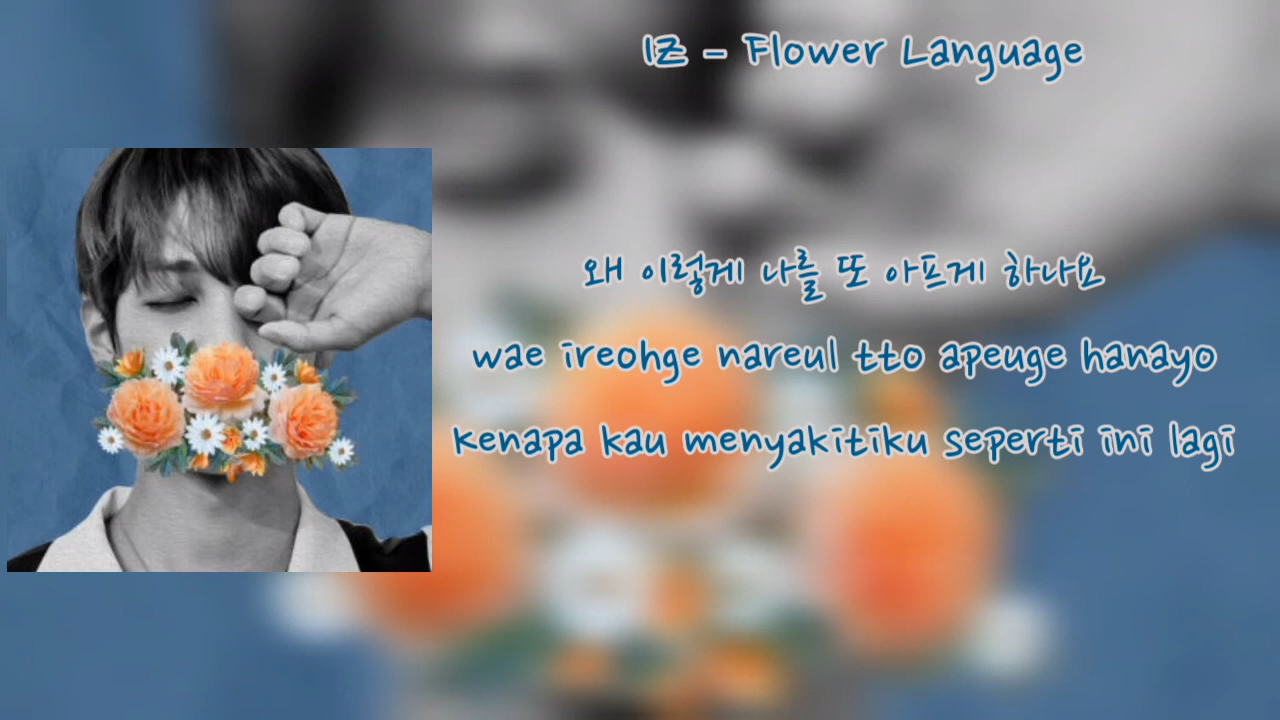 IZ - Flower Language
왜 이렇게 나를 또 아프게 하나요
wae ireohge nareul tto apeuge hanayo
kenapa kau menyakitiku seperti ini lagi